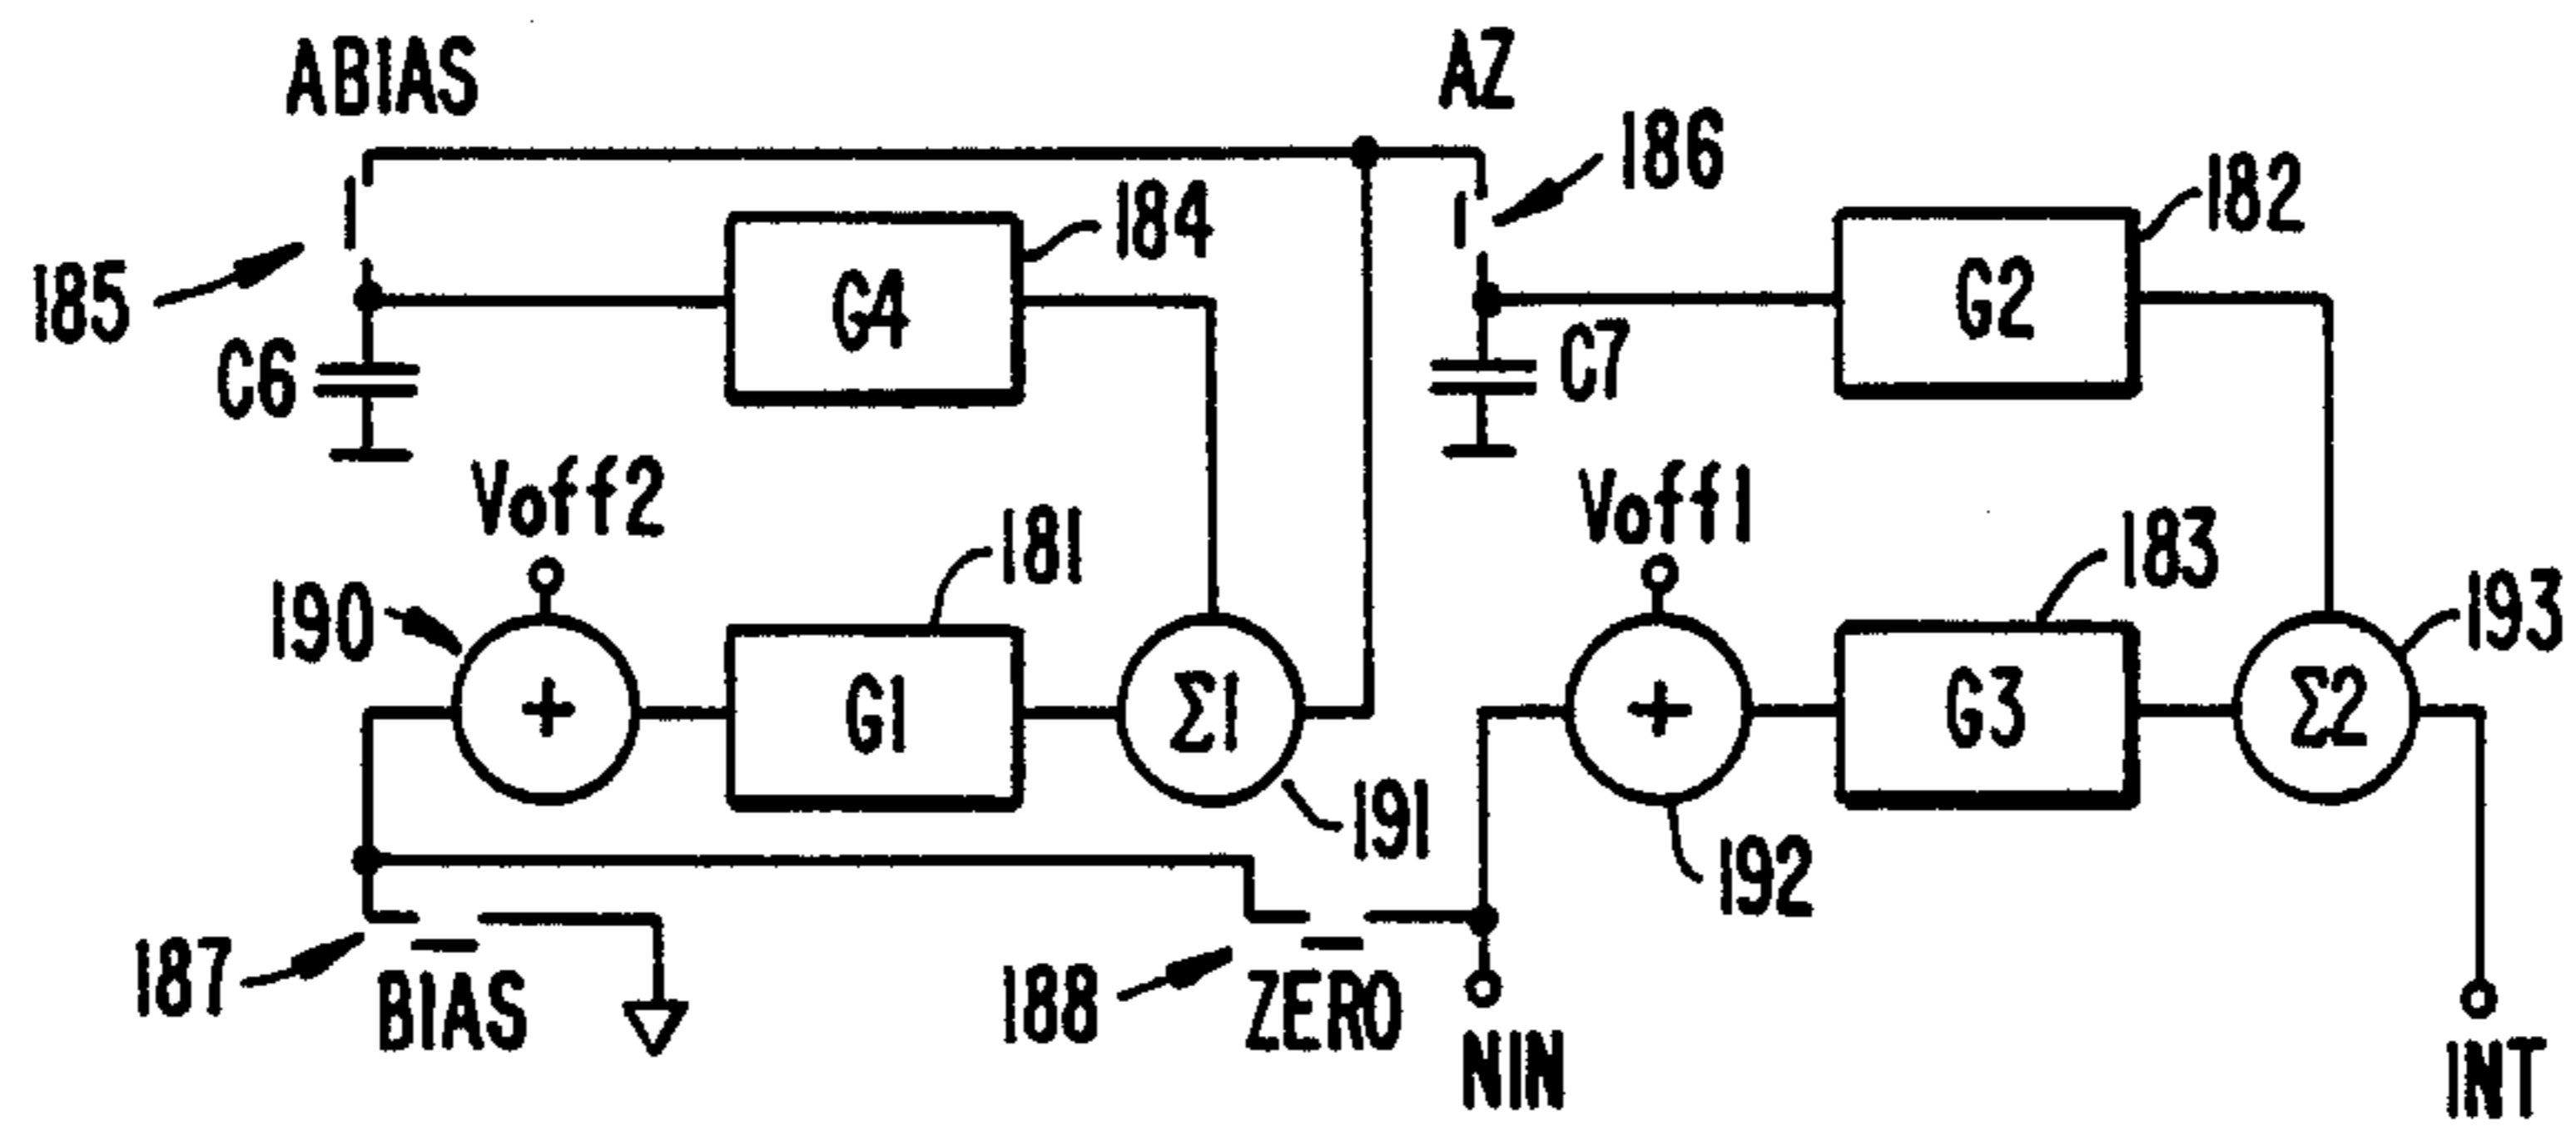 ABIAS
AZ
186
182
184
185
G4
G2
C6
C7
Voff2
Voff1
181
183
190
193
G1
Σ1
G3
Σ2
+
+
191
192
187
BIAS
188
ZERO
NIN
INT